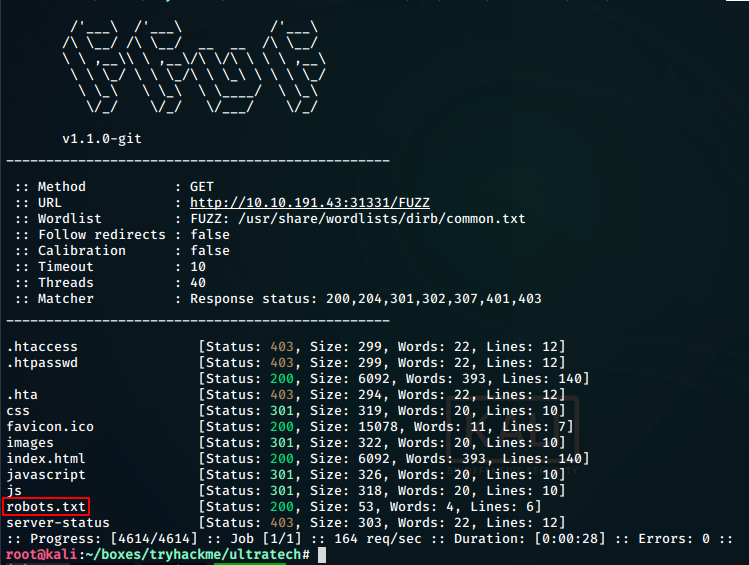 v1.1.0-git
:: Method : GET
:: URL : http://10.10.191.43:31331/FUZZ
:: Wordlist : FUZZ: /usr/share/wordlists/dirb/common.txt
:: Follow redirects : false
:: Calibration : false
:: Timeout : 10
:: Threads : 40
:: Matcher : Response status: 200,204,301,302,307,401,403
.htaccess [Status: 403, Size: 299, Words: 22, Lines: 12]
.htpasswd [Status: 403, Size: 299, Words: 22, Lines: 12]
[Status: 200, Size: 6092, Words: 393, Lines: 140]
.hta [Status: 403, Size: 294, Words: 22, Lines: 12]
css [Status: 301, Size: 319, Words: 20, Lines: 10]
favicon.ico [Status: 200, Size: 15078, Words: 11, Lines: 7]
images [Status: 301, Size: 322, Words: 20, Lines: 10]
index.html [Status: 200, Size: 6092, Words: 393, Lines: 140]
javascript [Status: 301, Size: 326, Words: 20, Lines: 10]
js [Status: 301, Size: 318, Words: 20, Lines: 10]
robots.txt [Status: 200, Size: 53, Words: 4, Lines: 6]
server-status [Status: 403, Size: 303, Words: 22, Lines: 12]
:: Progress: [4614/4614] :: Job [1/1] :: 164 req/sec :: Duration: [0:00:28] :: Errors: 0 ::
root@kali:~/boxes/tryhackme/ultratech#